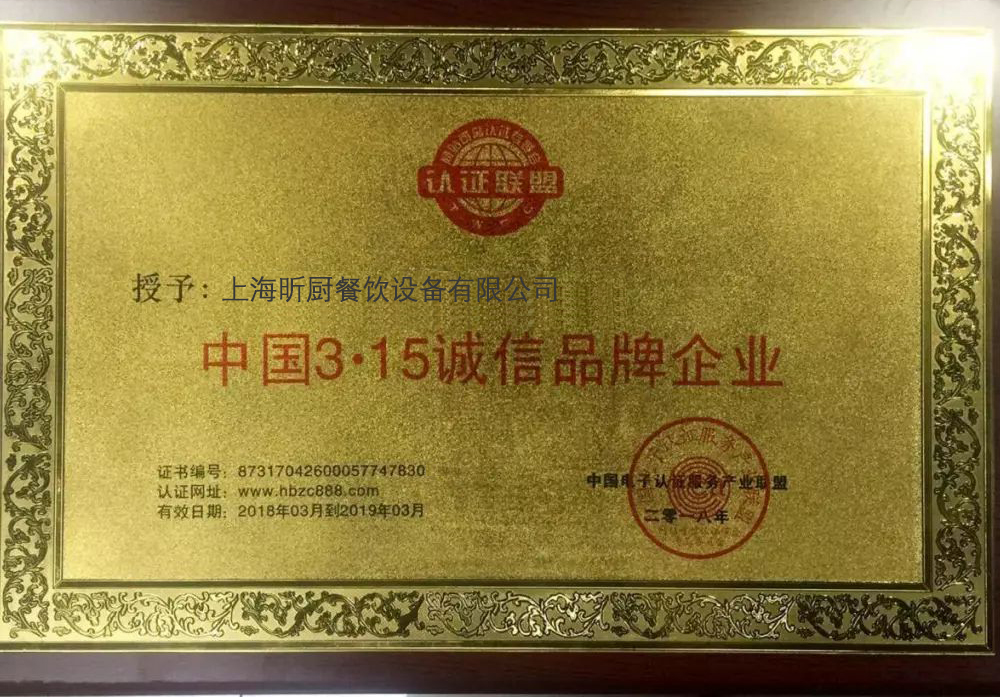 认证联盟
授予：上海昕厨餐饮设备有限公司
中国3·15诚信品牌企业
证书编号：87317042600057747830
认证网址：www.hbzc888.com
有效日期：2018年03月到2019年03月
中国电子认证服务产业联盟
二零一八年